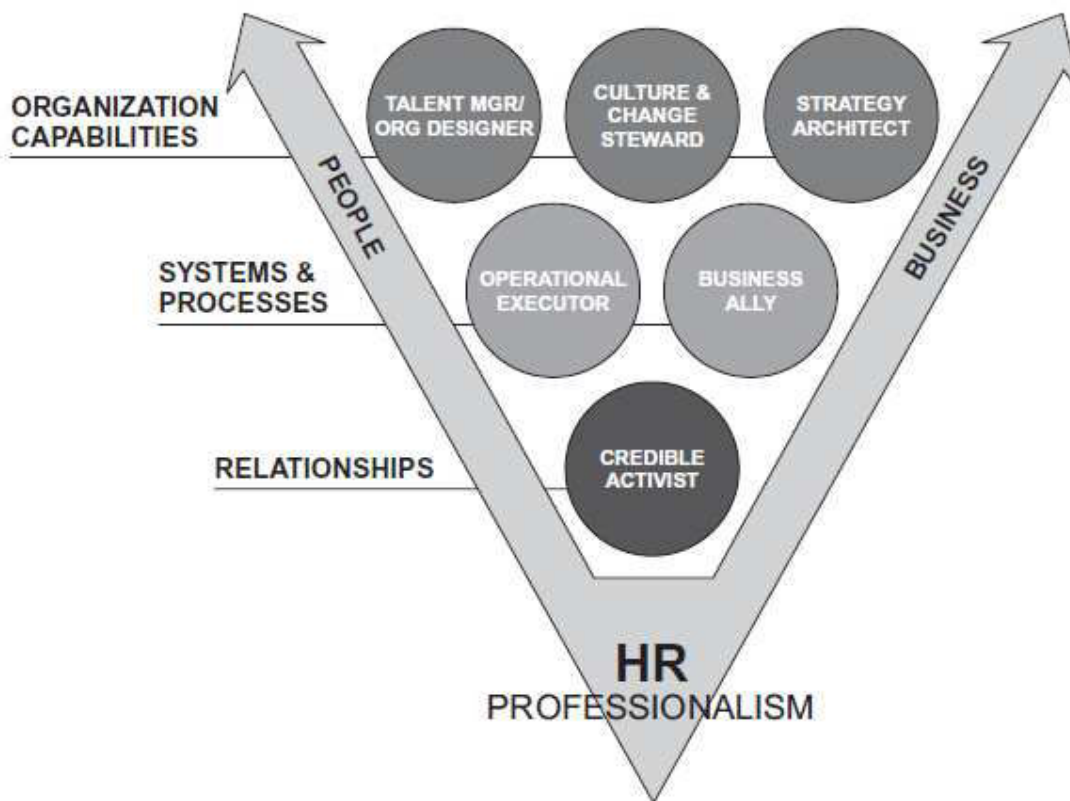 ORGANIZATION
CAPABILITIES
TALENT MGR/
ORG DESIGNER
CULTURE &
CHANGE
STEWARD
STRATEGY
ARCHITECT
PEOPLE
BUSINESS
SYSTEMS &
PROCESSES
OPERATIONAL
EXECUTOR
BUSINESS
ALLY
RELATIONSHIPS
CREDIBLE
ACTIVIST
HR
PROFESSIONALISM